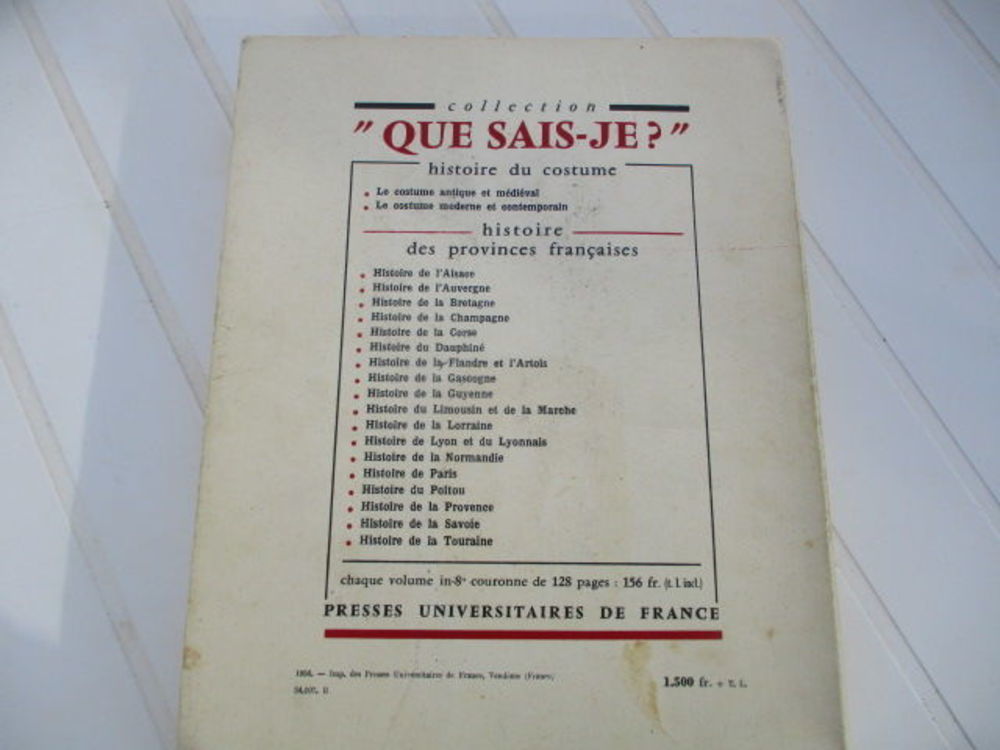 collection
" QUE SAIS-JE? "
histoire du costume
• Le costume antique et médiéval
• Le costume moderne et contemporain
histoire
des provinces françaises
• Histoire de l'Alsace
• Histoire de l'Auvergne
• Histoire de la Bretagne
• Histoire de la Champagne
• Histoire de la Corse
• Histoire du Dauphiné
• Histoire de la Flandre et l'Artois
• Histoire de la Gascogne
• Histoire de la Guyenne
• Histoire du Limousin et de la Marche
• Histoire de la Lorraine
• Histoire de Lyon et du Lyonnais
• Histoire de la Normandie
• Histoire de Paris
• Histoire du Poitou
• Histoire de la Provence
• Histoire de la Savoie
• Histoire de la Touraine
chaque volume in-8° couronne de 128 pages : 156 fr. (t. l. incl.)
PRESSES UNIVERSITAIRES DE FRANCE
— Imp. des Presses Universitaires de France, Vendôme (France)
1.500 fr. + T. L.